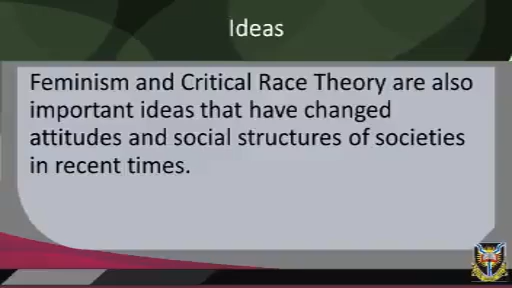 Ideas
Feminism and Critical Race Theory are also
important ideas that have changed
attitudes and social structures of societies
in recent times.